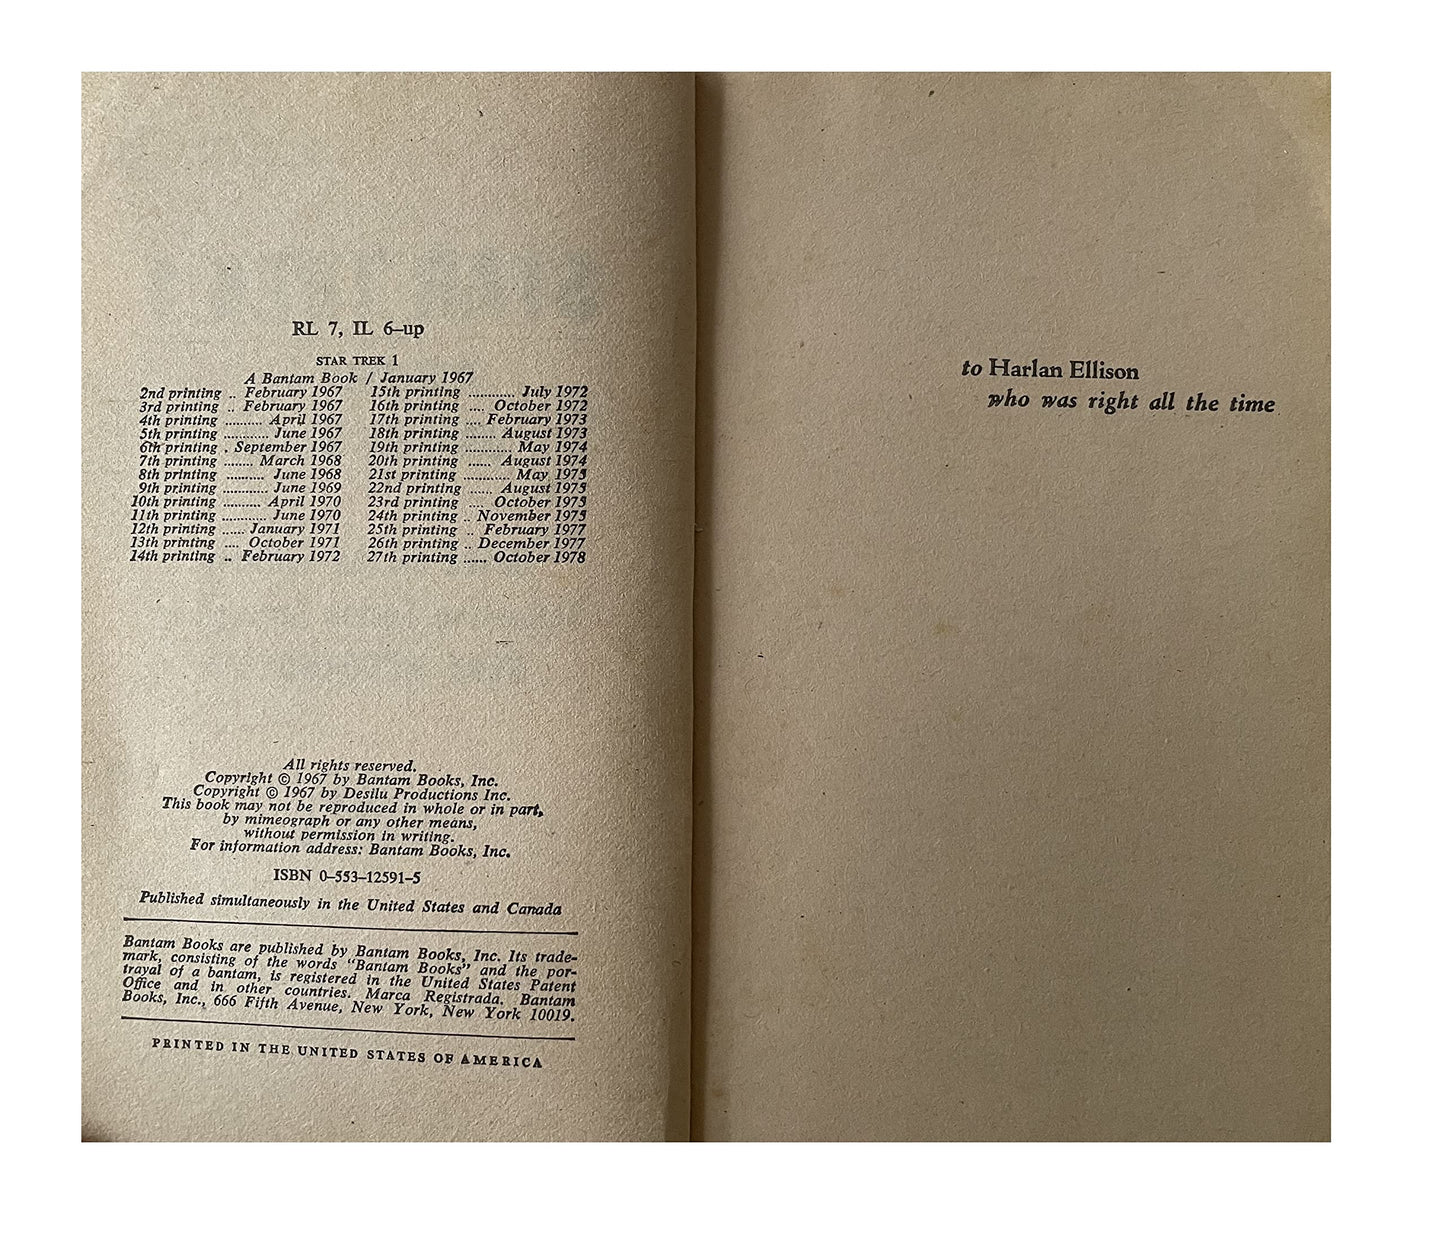 RL 7, IL 6–up
STAR TREK 1
A Bantam Book / January 1967
2nd printing .. February 1967
3rd printing .. February 1967
4th printing .......... April 1967
5th printing ............ June 1967
6th printing . September 1967
7th printing ........ March 1968
8th printing .......... June 1968
9th printing ............ June 1969
10th printing .......... April 1970
11th printing ............ June 1970
12th printing ...... January 1971
13th printing .... October 1971
14th printing .. February 1972
15th printing ............ July 1972
16th printing .... October 1972
17th printing .... February 1973
18th printing ........ August 1973
19th printing ............ May 1974
20th printing ...... August 1974
21st printing ............ May 1975
22nd printing ...... August 1975
23rd printing .... October 1975
24th printing .. November 1975
25th printing .. February 1977
26th printing .. December 1977
27th printing ...... October 1978
All rights reserved.
Copyright © 1967 by Bantam Books, Inc.
Copyright © 1967 by Desilu Productions Inc.
This book may not be reproduced in whole or in part,
by mimeograph or any other means,
without permission in writing.
For information address: Bantam Books, Inc.
ISBN 0–553–12591–5
Published simultaneously in the United States and Canada
Bantam Books are published by Bantam Books, Inc. Its trade-
mark, consisting of the words "Bantam Books" and the por-
trayal of a bantam, is registered in the United States Patent
Office and in other countries. Marca Registrada. Bantam
Books, Inc., 666 Fifth Avenue, New York, New York 10019.
PRINTED IN THE UNITED STATES OF AMERICA
to Harlan Ellison
who was right all the time